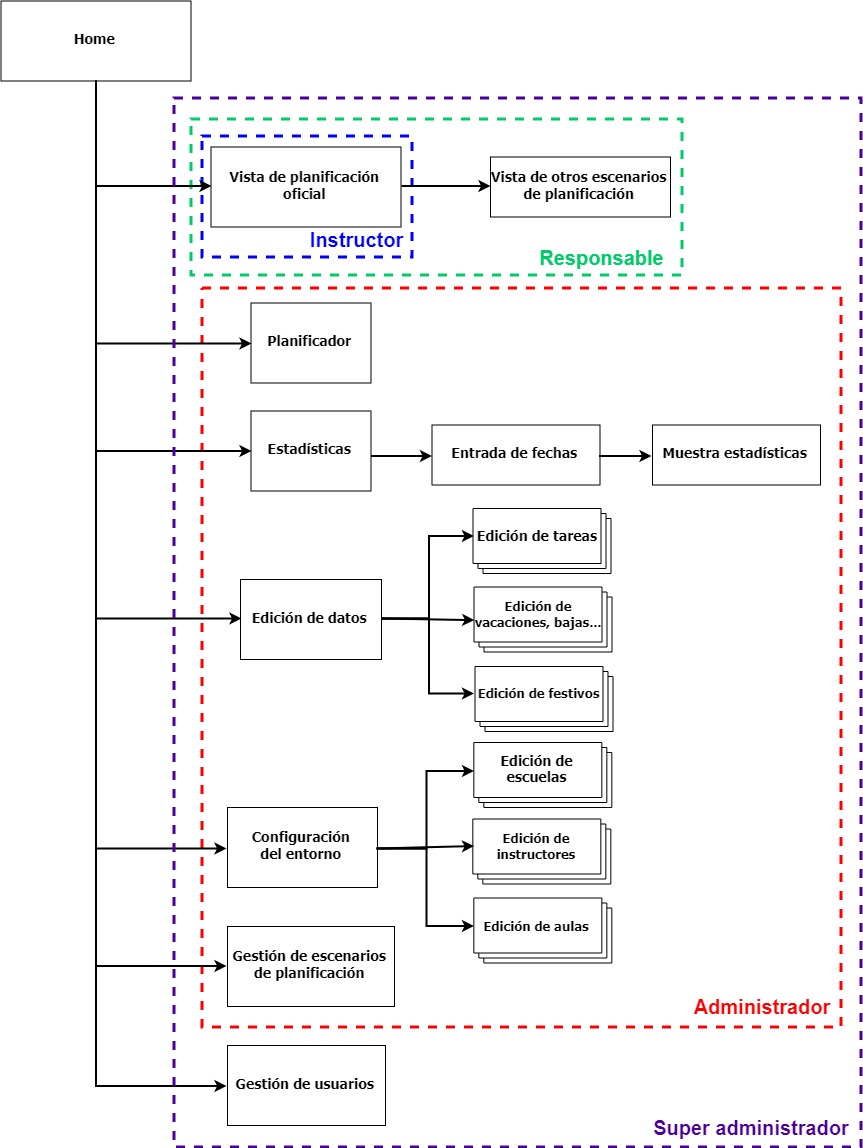 Home
Vista de planificación
oficial
Vista de otros escenarios
de planificación
Instructor
Responsable
Planificador
Estadísticas
Entrada de fechas
Muestra estadísticas
Edición de tareas
Edición de datos
Edición de
vacaciones, bajas...
Edición de festivos
Edición de
escuelas
Configuración
del entorno
Edición de
instructores
Edición de aulas
Gestión de escenarios
de planificación
Administrador
Gestión de usuarios
Super administrador